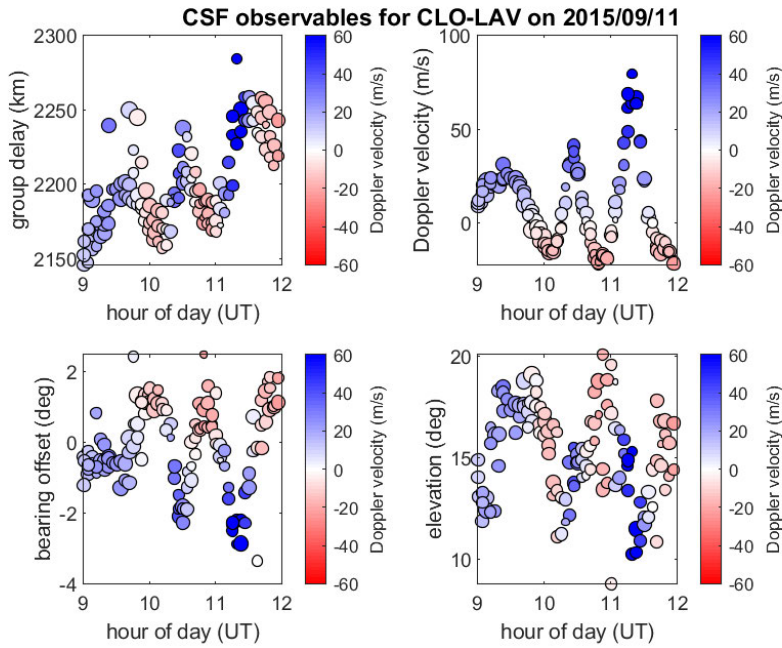 CSF observables for CLO-LAV on 2015/09/11
2300
2250
2200
2150
group delay (km)
9 10 11 12
hour of day (UT)
60
40
20
0
-20
-40
-60
Doppler velocity (m/s)
100
50
0
Doppler velocity (m/s)
9 10 11 12
hour of day (UT)
60
40
20
0
-20
-40
-60
Doppler velocity (m/s)
2
0
-2
-4
bearing offset (deg)
9 10 11 12
hour of day (UT)
60
40
20
0
-20
-40
-60
Doppler velocity (m/s)
20
15
10
elevation (deg)
9 10 11 12
hour of day (UT)
60
40
20
0
-20
-40
-60
Doppler velocity (m/s)